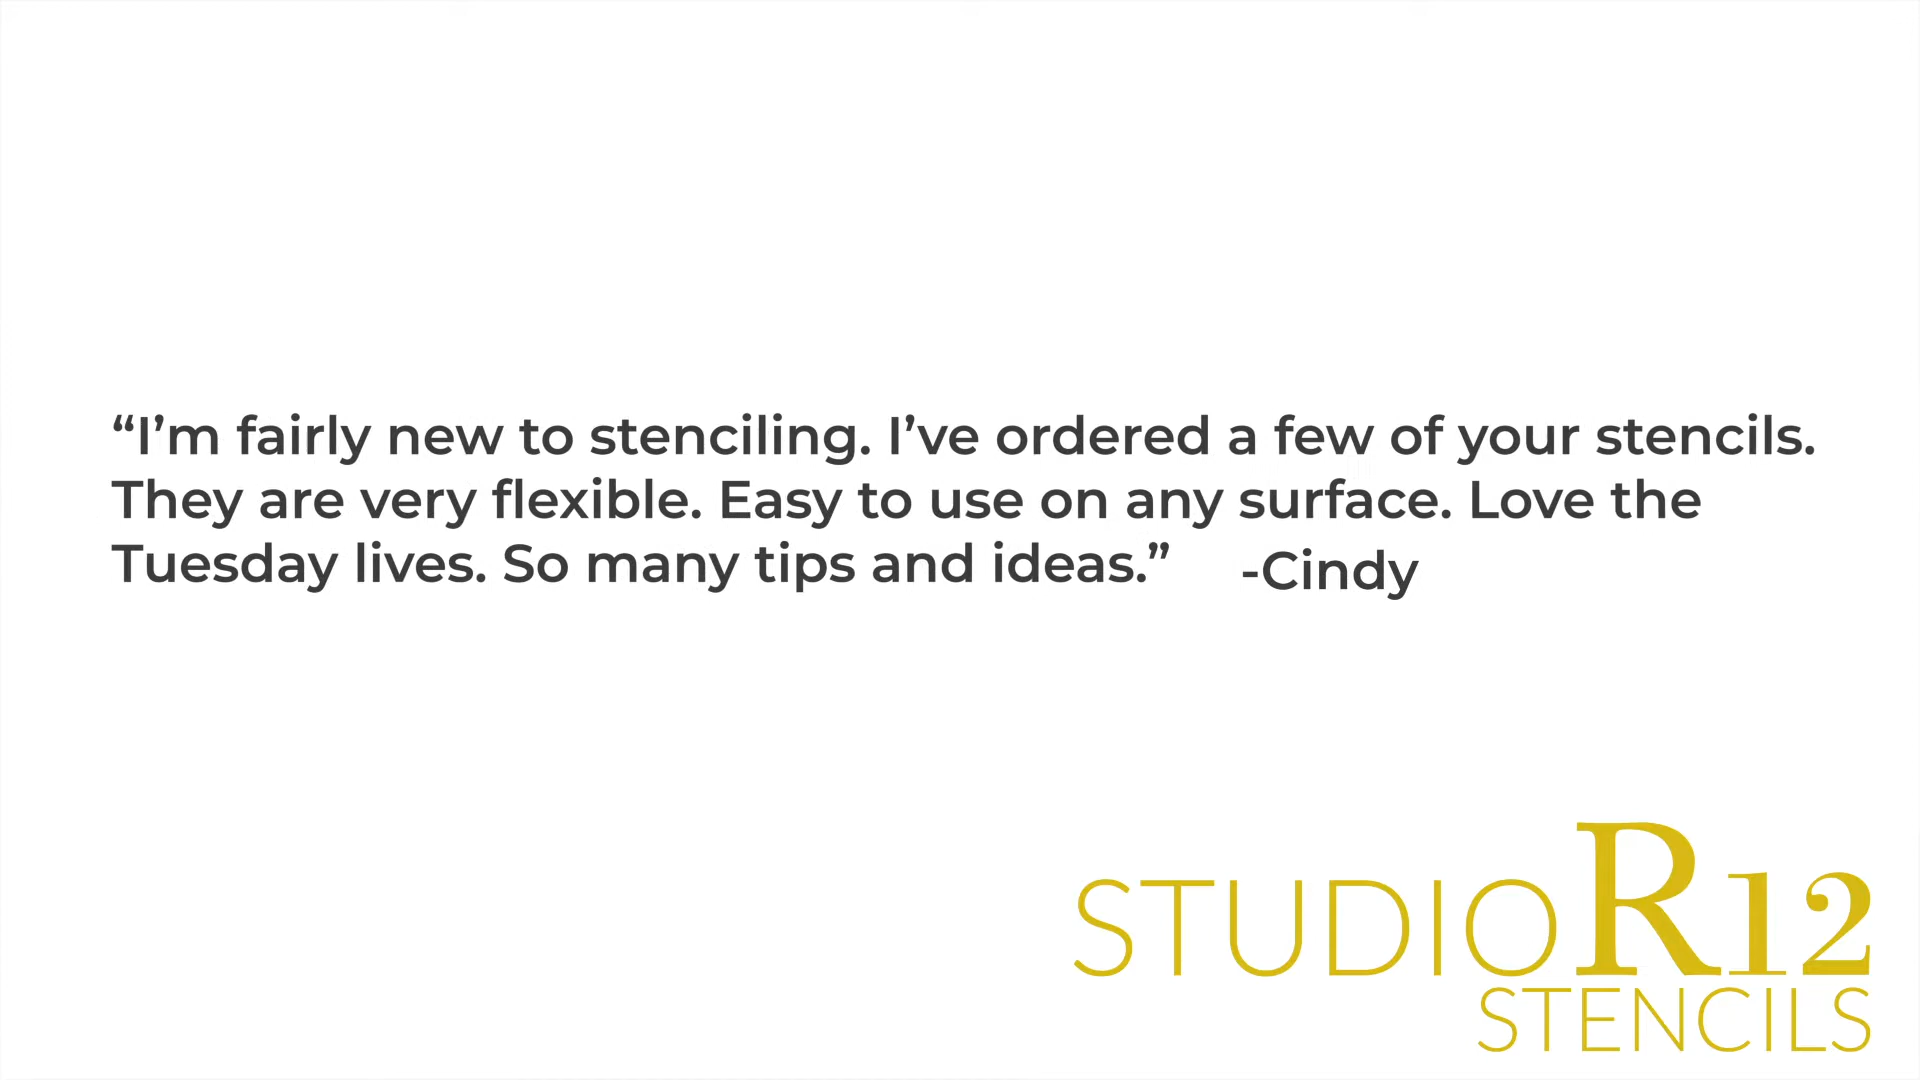 “I’m fairly new to stenciling. I’ve ordered a few of your stencils.
They are very flexible. Easy to use on any surface. Love the
Tuesday lives. So many tips and ideas.” -Cindy
STUDIO R12
STENCILS